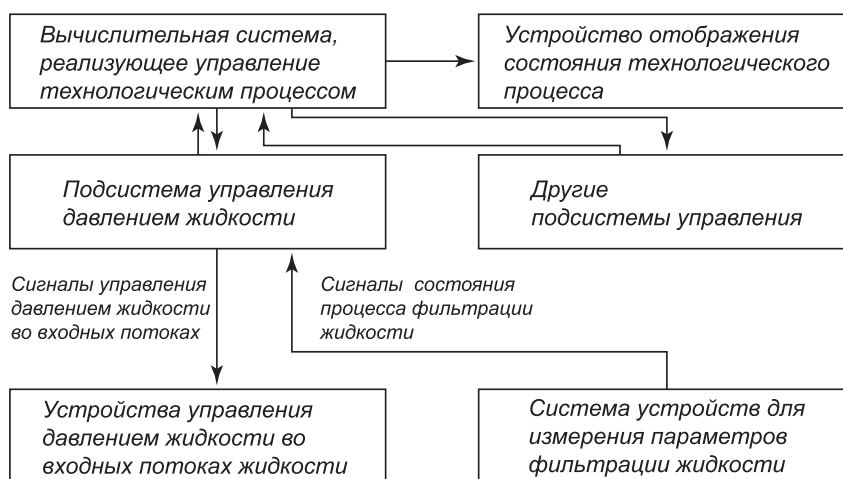 Вычислительная система,
реализующее управление
технологическим процессом
Устройство отображения
состояния технологического
процесса
Подсистема управления
давлением жидкости
Другие
подсистемы управления
Сигналы управления
давлением жидкости
во входных потоках
Сигналы состояния
процесса фильтрации
жидкости
Устройства управления
давлением жидкости во
входных потоках жидкости
Система устройств для
измерения параметров
фильтрации жидкости